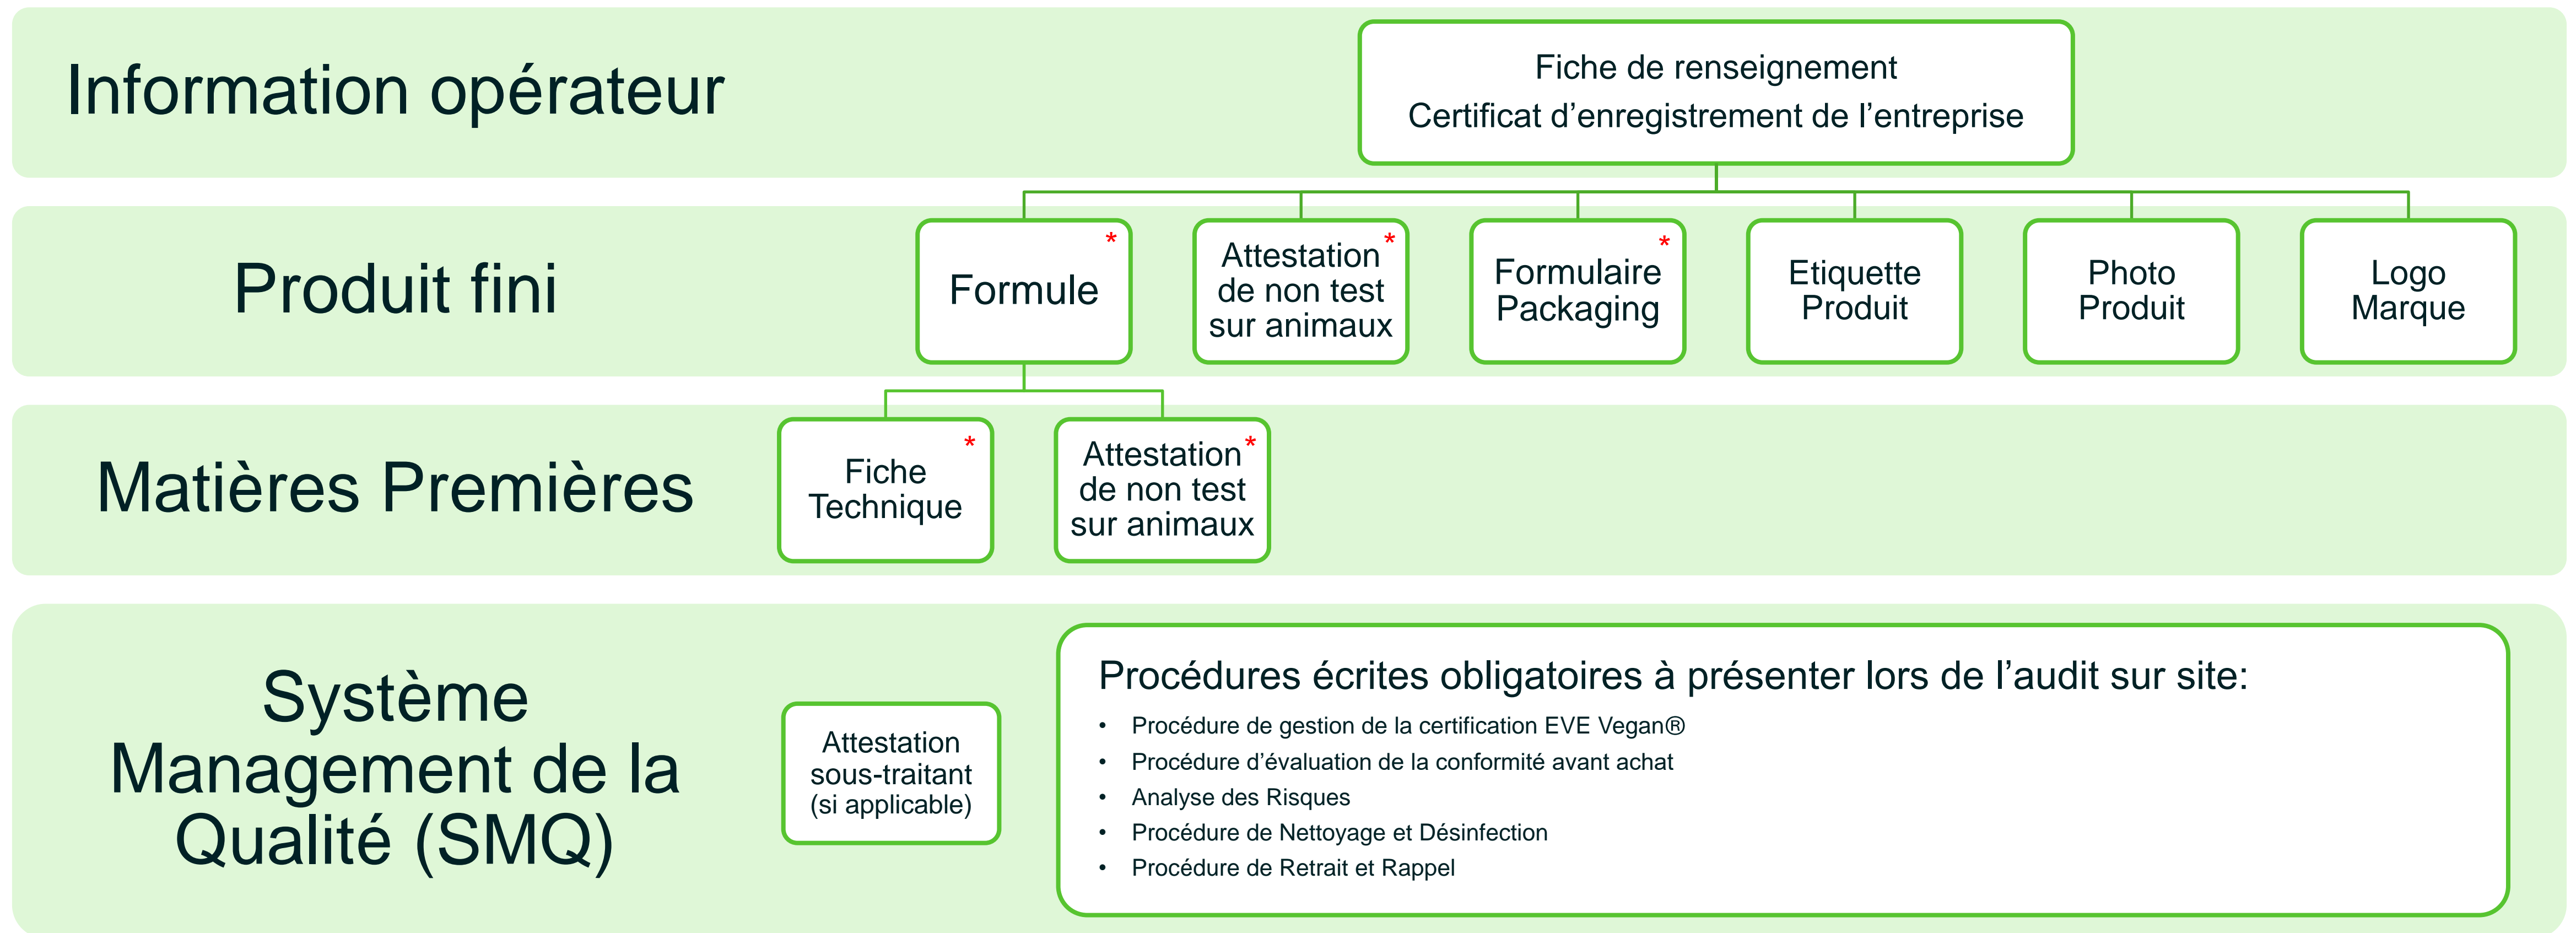 Information opérateur
Fiche de renseignement
Certificat d’enregistrement de l’entreprise
Produit fini
Formule *
Attestation *
de non test
sur animaux
*
Formulaire
Packaging
Etiquette
Produit
Photo
Produit
Logo
Marque
Matières Premières
*
Fiche
Technique
Attestation *
de non test
sur animaux
Système
Management de la
Qualité (SMQ)
Attestation
sous-traitant
(si applicable)
Procédures écrites obligatoires à présenter lors de l’audit sur site:
• Procédure de gestion de la certification EVE Vegan®
• Procédure d’évaluation de la conformité avant achat
• Analyse des Risques
• Procédure de Nettoyage et Désinfection
• Procédure de Retrait et Rappel